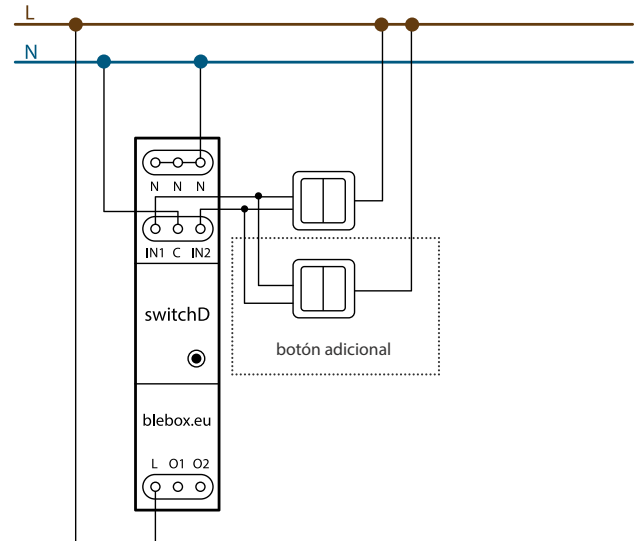 L
N
N N N
IN1 C IN2
switchD
botón adicional
blebox.eu
L O1 O2